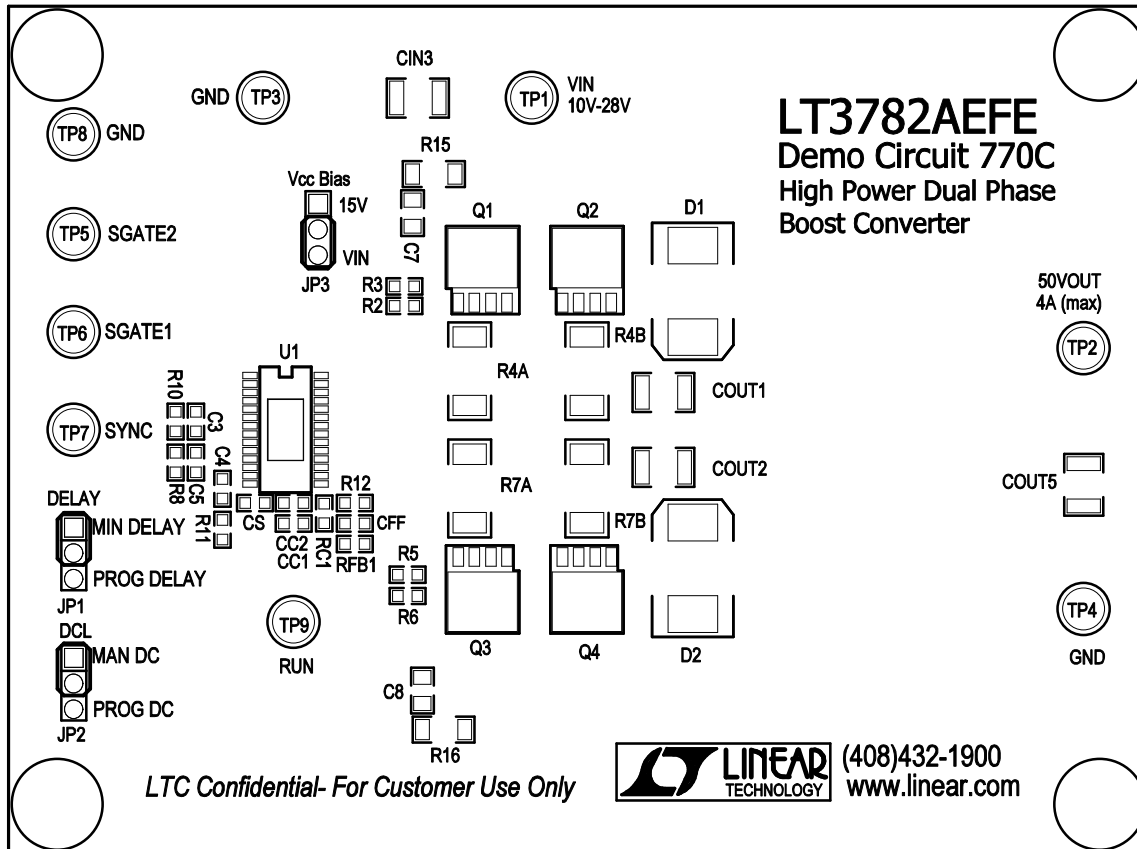 CIN3
GND TP3
TP1 VIN
10V-28V
LT3782AEFE
Demo Circuit 770C
High Power Dual Phase
Boost Converter
TP8 GND
R15
Vcc Bias
15V
VIN
JP3
C7
Q1
Q2
D1
TP5 SGATE2
R3
R2
50VOUT
4A (max)
TP2
TP6 SGATE1
U1
R4B
R4A
COUT1
R10
C3
TP7 SYNC
C4
R8
C5
R11
COUT2
R7A
R7B
COUT5
DELAY
MIN DELAY
PROG DELAY
JP1
CS
CC2
CC1
RC1
R12
CFF
RFB1
R5
R6
TP9
RUN
Q3
Q4
D2
TP4
GND
DCL
MAN DC
PROG DC
JP2
C8
R16
LTC Confidential- For Customer Use Only
LINEAR
TECHNOLOGY
(408)432-1900
www.linear.com